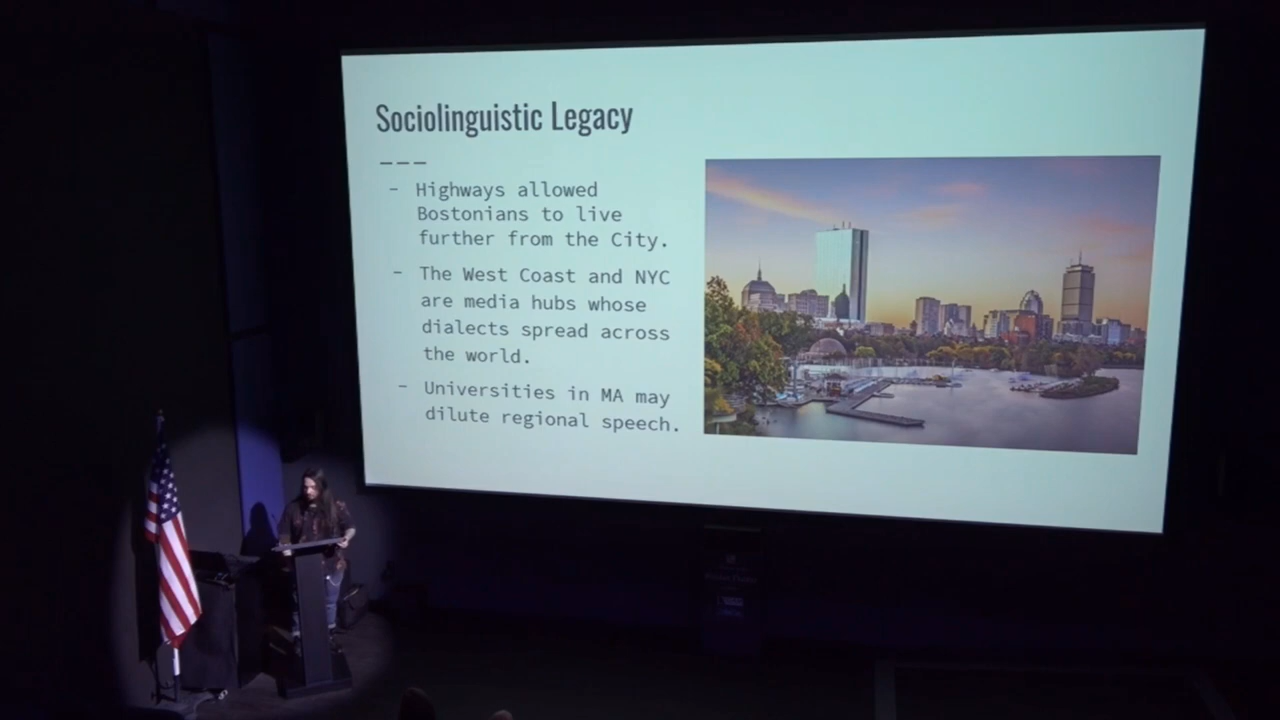 Sociolinguistic Legacy
– Highways allowed
Bostonians to live
further from the City.
– The West Coast and NYC
are media hubs whose
dialects spread across
the world.
– Universities in MA may
dilute regional speech.